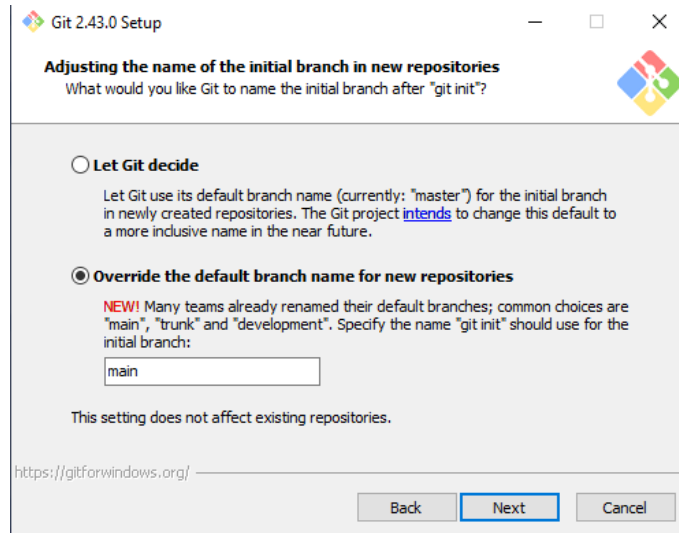 Git 2.43.0 Setup
Adjusting the name of the initial branch in new repositories
What would you like Git to name the initial branch after "git init"?
Let Git decide
Let Git use its default branch name (currently: "master") for the initial branch
in newly created repositories. The Git project intends to change this default to
a more inclusive name in the near future.
Override the default branch name for new repositories
NEW! Many teams already renamed their default branches; common choices are
"main", "trunk" and "development". Specify the name "git init" should use for the
initial branch:
main
This setting does not affect existing repositories.
https://gitforwindows.org/
Back Next Cancel